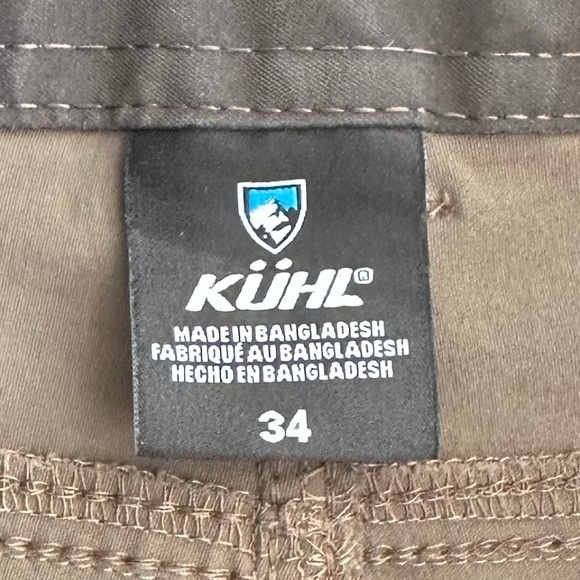 KÜHL®
MADE IN BANGLADESH
FABRIQUÉ AU BANGLADESH
HECHO EN BANGLADESH
34